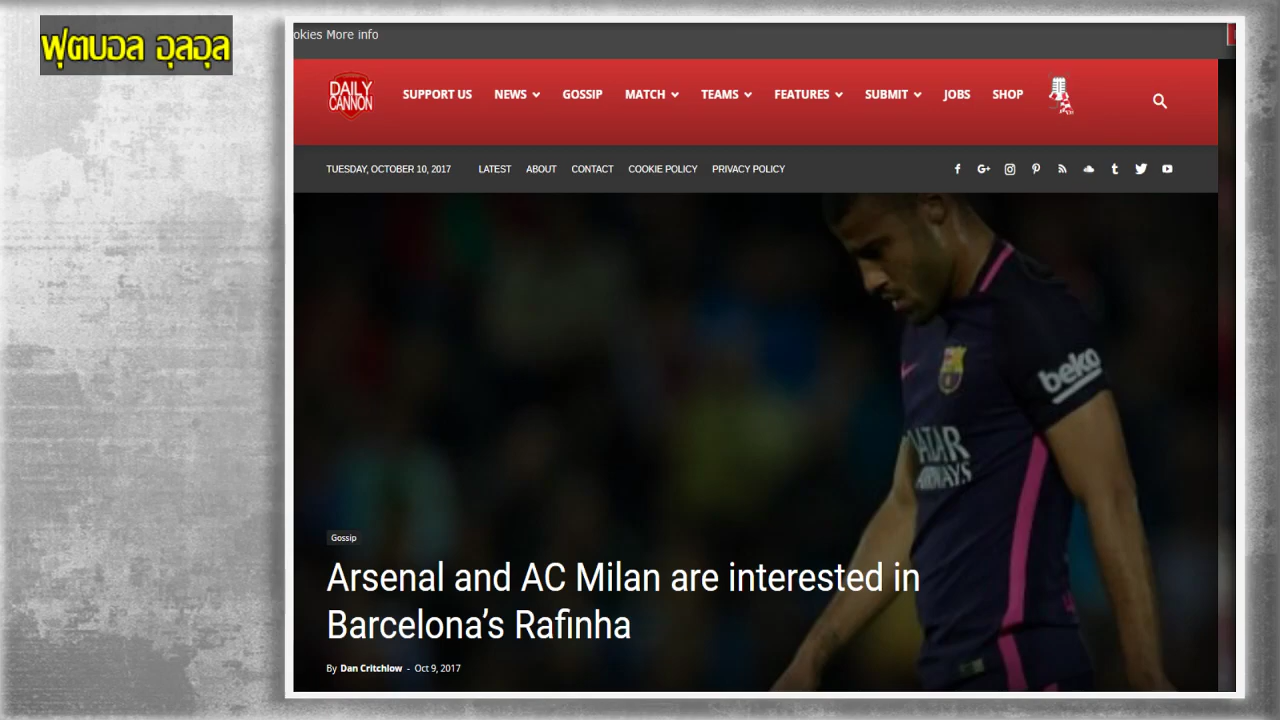 ฟุตบอล อุลอุล
okies More info
DAILY CANNON
SUPPORT US NEWS GOSSIP MATCH TEAMS FEATURES SUBMIT JOBS SHOP
TUESDAY, OCTOBER 10, 2017 LATEST ABOUT CONTACT COOKIE POLICY PRIVACY POLICY
beko
QATAR
AIRWAYS
Gossip
Arsenal and AC Milan are interested in
Barcelona’s Rafinha
By Dan Critchlow - Oct 9, 2017